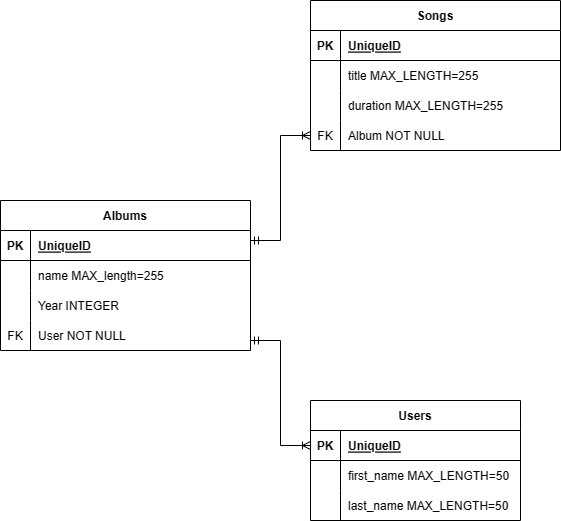 Songs
PK UniqueID
title MAX_LENGTH=255
duration MAX_LENGTH=255
FK Album NOT NULL
Albums
PK UniqueID
name MAX_length=255
Year INTEGER
FK User NOT NULL
Users
PK UniqueID
first_name MAX_LENGTH=50
last_name MAX_LENGTH=50